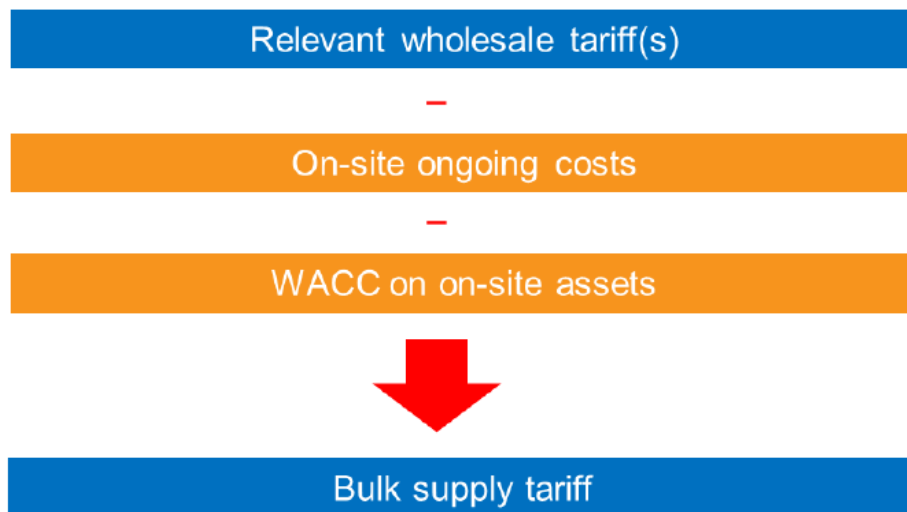 Relevant wholesale tariff(s)
–
On-site ongoing costs
–
WACC on on-site assets
Bulk supply tariff